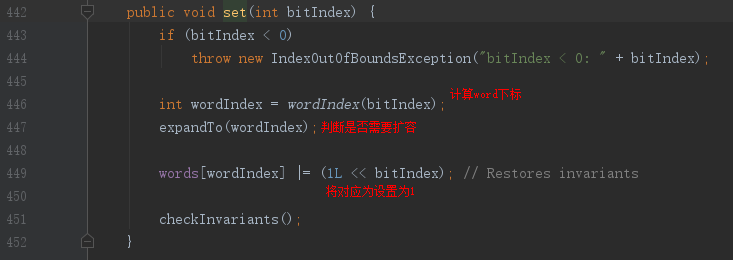 442 public void set(int bitIndex) {
443 if (bitIndex < 0)
444 throw new IndexOutOfBoundsException("bitIndex < 0: " + bitIndex);
445
446 int wordIndex = wordIndex(bitIndex); 计算word下标
447 expandTo(wordIndex); 判断是否需要扩容
448
449 words[wordIndex] |= (1L << bitIndex); // Restores invariants
450 将对应为设置为1
451 checkInvariants();
452 }